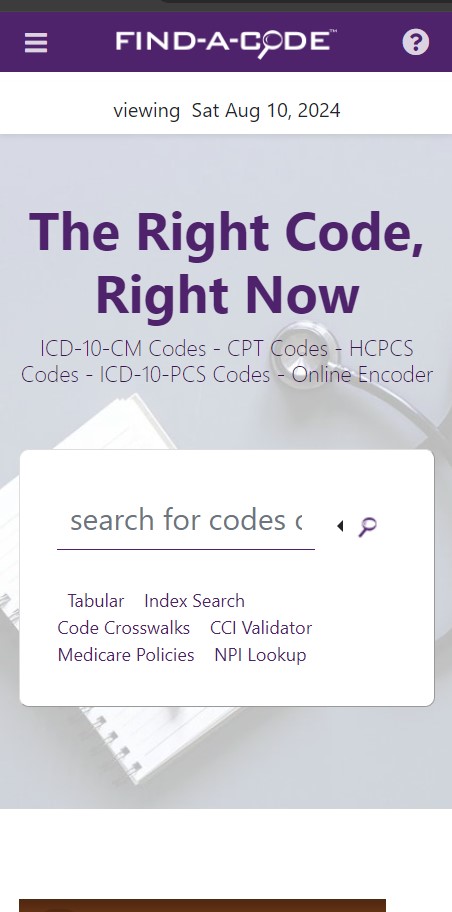 FIND-A-CODE™
?
viewing Sat Aug 10, 2024
The Right Code,
Right Now
ICD-10-CM Codes - CPT Codes - HCPCS
Codes - ICD-10-PCS Codes - Online Encoder
search for codes c
Tabular Index Search
Code Crosswalks CCI Validator
Medicare Policies NPI Lookup